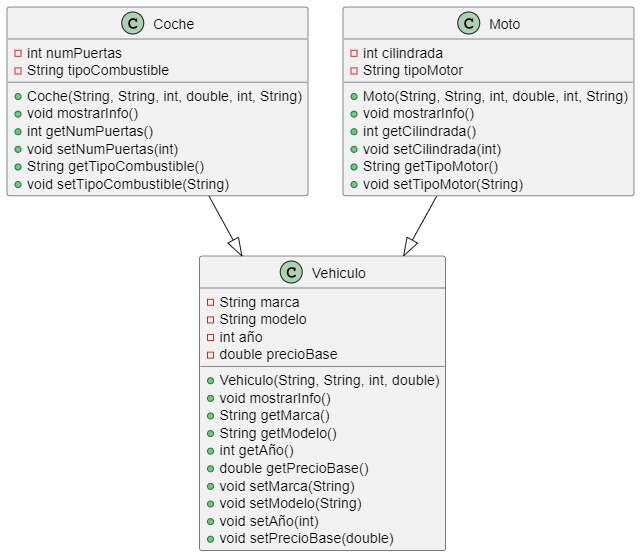 C Coche
int numPuertas
String tipoCombustible
Coche(String, String, int, double, int, String)
void mostrarInfo()
int getNumPuertas()
void setNumPuertas(int)
String getTipoCombustible()
void setTipoCombustible(String)
C Moto
int cilindrada
String tipoMotor
Moto(String, String, int, double, int, String)
void mostrarInfo()
int getCilindrada()
void setCilindrada(int)
String getTipoMotor()
void setTipoMotor(String)
C Vehiculo
String marca
String modelo
int año
double precioBase
Vehiculo(String, String, int, double)
void mostrarInfo()
String getMarca()
String getModelo()
int getAño()
double getPrecioBase()
void setMarca(String)
void setModelo(String)
void setAño(int)
void setPrecioBase(double)